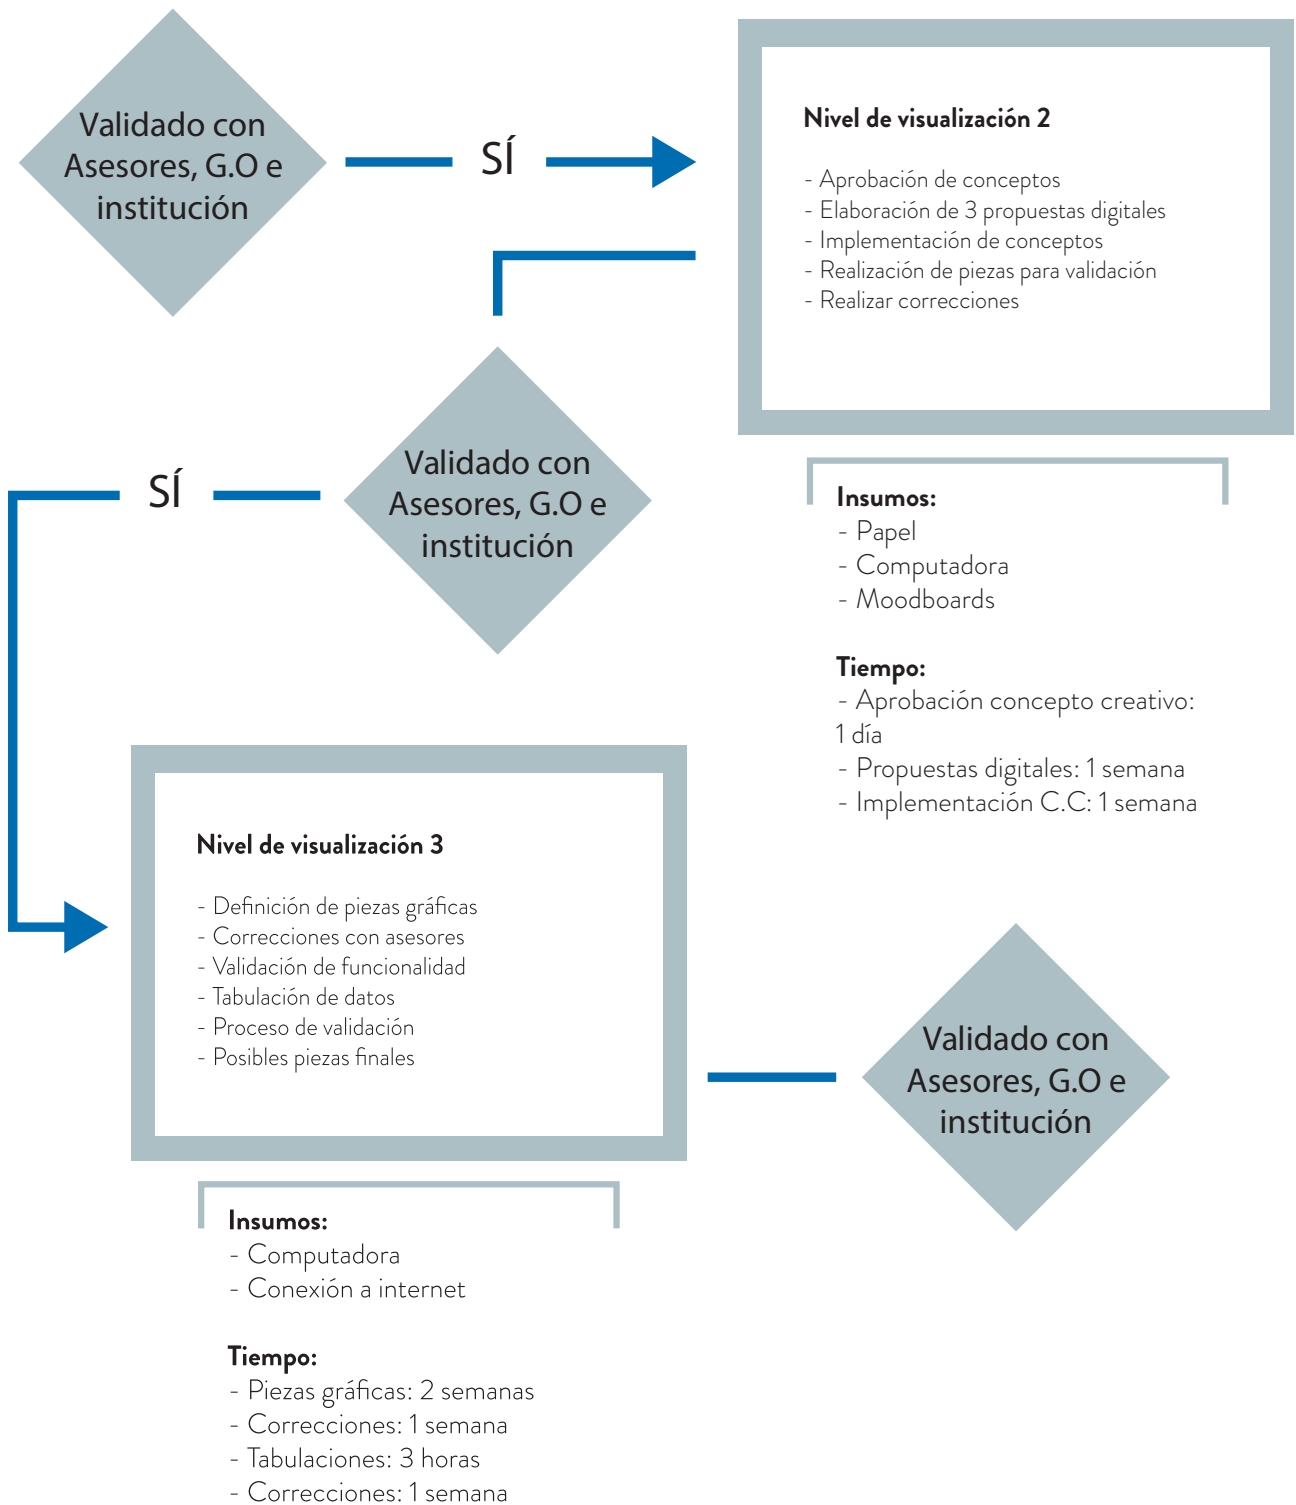 Validado con
Asesores, G.O e
institución
SÍ
Nivel de visualización 2
- Aprobación de conceptos
- Elaboración de 3 propuestas digitales
- Implementación de conceptos
- Realización de piezas para validación
- Realizar correcciones
Validado con
Asesores, G.O e
institución
SÍ
Insumos:
- Papel
- Computadora
- Moodboards
Tiempo:
- Aprobación concepto creativo:
1 día
- Propuestas digitales: 1 semana
- Implementación C.C: 1 semana
Nivel de visualización 3
- Definición de piezas gráficas
- Correcciones con asesores
- Validación de funcionalidad
- Tabulación de datos
- Proceso de validación
- Posibles piezas finales
Validado con
Asesores, G.O e
institución
Insumos:
- Computadora
- Conexión a internet
Tiempo:
- Piezas gráficas: 2 semanas
- Correcciones: 1 semana
- Tabulaciones: 3 horas
- Correcciones: 1 semana